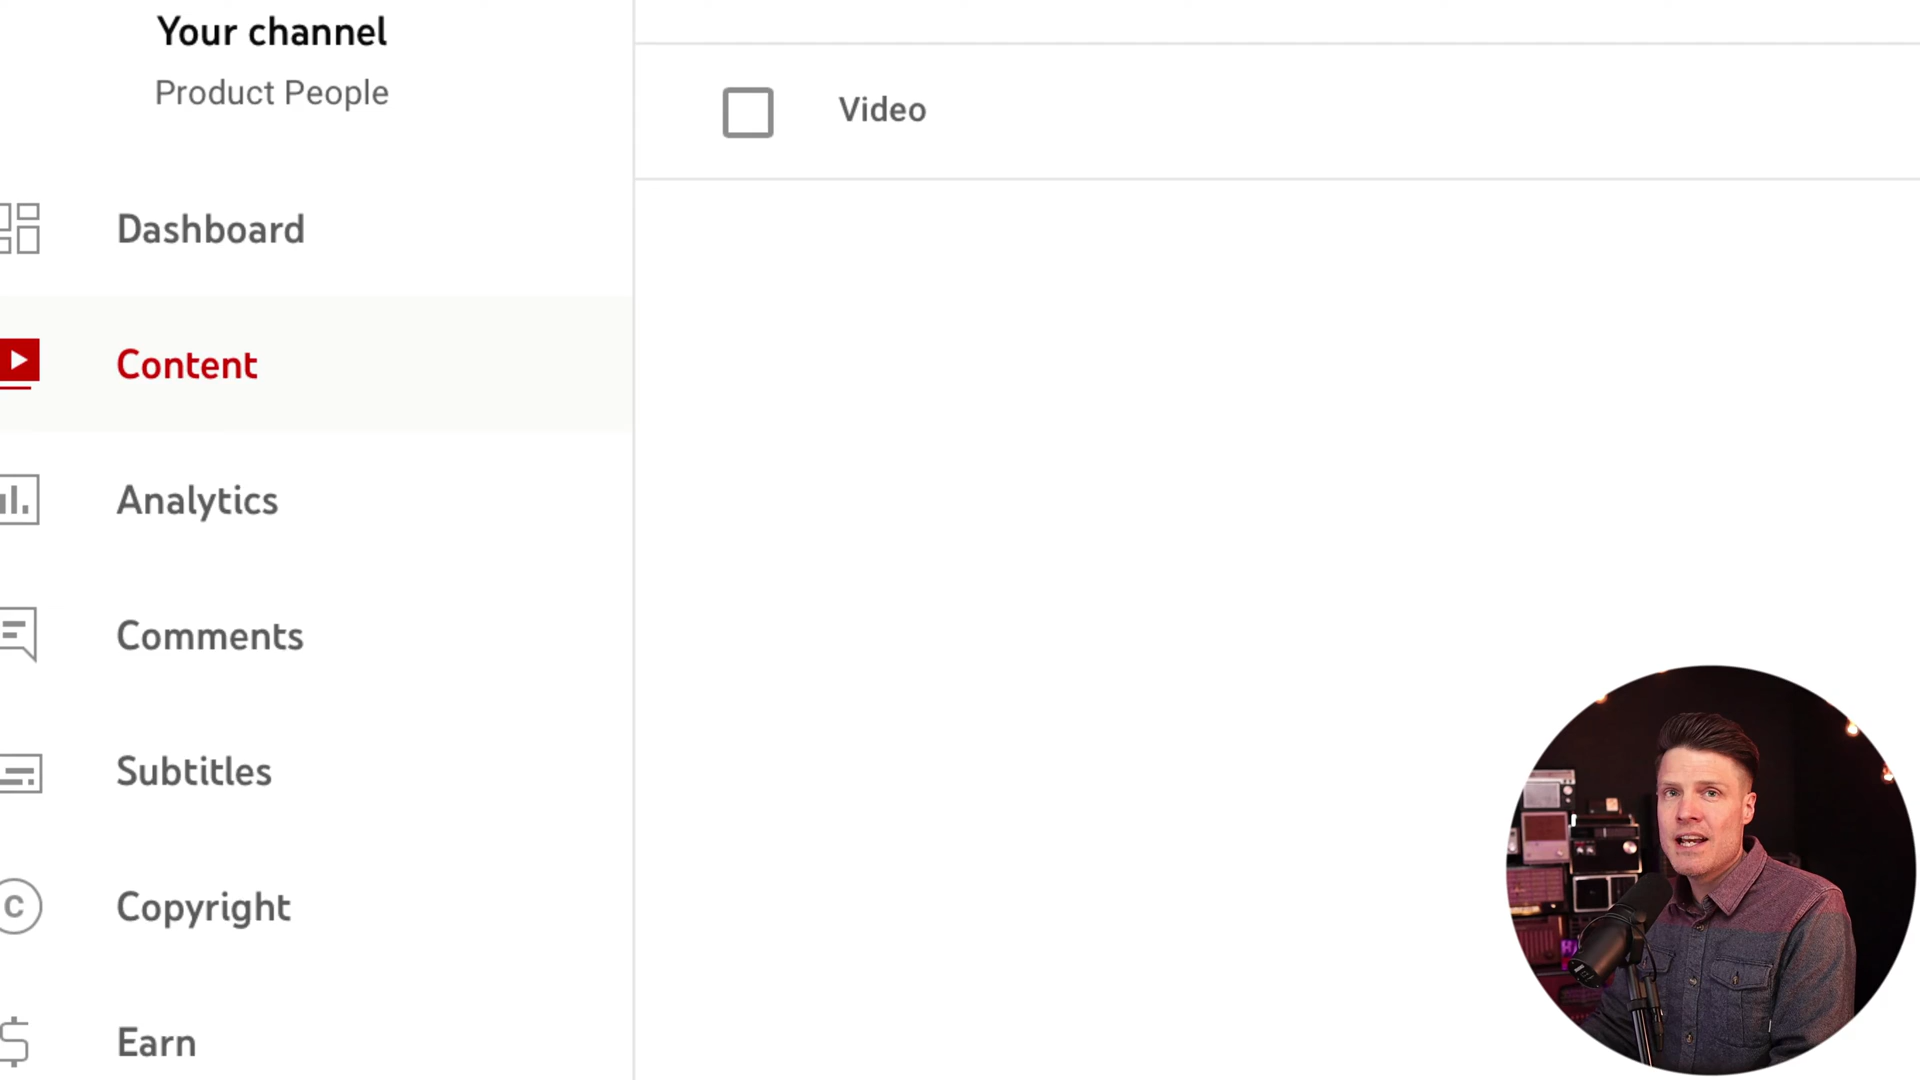 Your channel
Product People
Video
Dashboard
Content
Analytics
Comments
Subtitles
Copyright
Earn